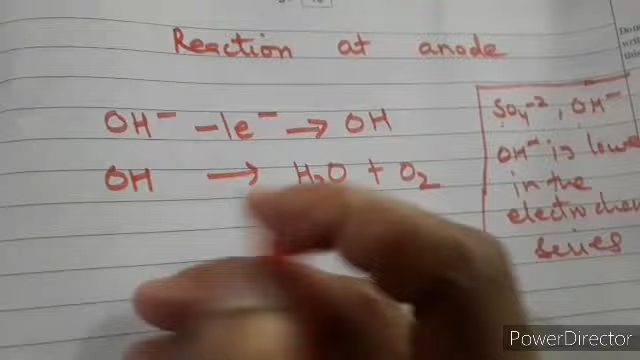 Reaction at anode
OH⁻ -1e⁻ → OH
OH → H₂O + O₂
SO₄⁻², OH⁻
OH⁻ is lowe
in the
electrochem
series
PowerDirector